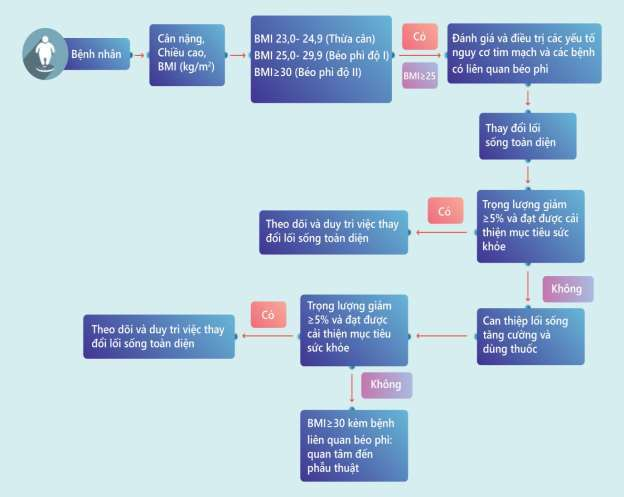 Bệnh nhân
Cân nặng,
Chiều cao,
BMI (kg/m²)
BMI 23,0- 24,9 (Thừa cân)
BMI 25,0- 29,9 (Béo phì độ I)
BMI≥30 (Béo phì độ II)
Có
BMI≥25
Đánh giá và điều trị các yếu tố
nguy cơ tim mạch và các bệnh
có liên quan béo phì
Thay đổi lối
sống toàn diện
Trọng lượng giảm
≥5% và đạt được cải
thiện mục tiêu sức
khỏe
Có
Theo dõi và duy trì việc thay
đổi lối sống toàn diện
Không
Can thiệp lối sống
tăng cường và
dùng thuốc
Trọng lượng giảm
≥5% và đạt được
cải thiện mục tiêu
sức khỏe
Có
Theo dõi và duy trì việc thay
đổi lối sống toàn diện
Không
BMI≥30 kèm bệnh
liên quan béo phì:
quan tâm đến
phẫu thuật